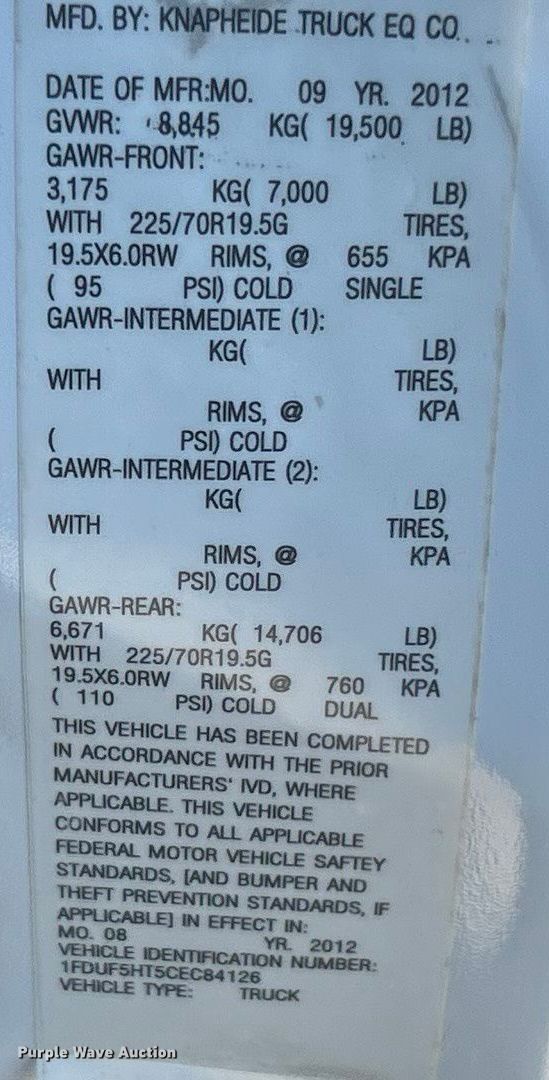 MFD. BY: KNAPHEIDE TRUCK EQ CO.
DATE OF MFR:MO. 09 YR. 2012
GVWR: 8,845 KG( 19,500 LB)
GAWR-FRONT:
3,175 KG( 7,000 LB)
WITH 225/70R19.5G TIRES,
19.5X6.0RW RIMS, @ 655 KPA
( 95 PSI) COLD SINGLE
GAWR-INTERMEDIATE (1):
KG( LB)
WITH TIRES,
RIMS, @ KPA
( PSI) COLD
GAWR-INTERMEDIATE (2):
KG( LB)
WITH TIRES,
RIMS, @ KPA
( PSI) COLD
GAWR-REAR:
6,671 KG( 14,706 LB)
WITH 225/70R19.5G TIRES,
19.5X6.0RW RIMS, @ 760 KPA
( 110 PSI) COLD DUAL
THIS VEHICLE HAS BEEN COMPLETED
IN ACCORDANCE WITH THE PRIOR
MANUFACTURERS' IVD, WHERE
APPLICABLE. THIS VEHICLE
CONFORMS TO ALL APPLICABLE
FEDERAL MOTOR VEHICLE SAFTEY
STANDARDS, [AND BUMPER AND
THEFT PREVENTION STANDARDS, IF
APPLICABLE] IN EFFECT IN:
MO. 08 YR. 2012
VEHICLE IDENTIFICATION NUMBER:
1FDUF5HT5CEC84126
VEHICLE TYPE: TRUCK
Purple Wave Auction